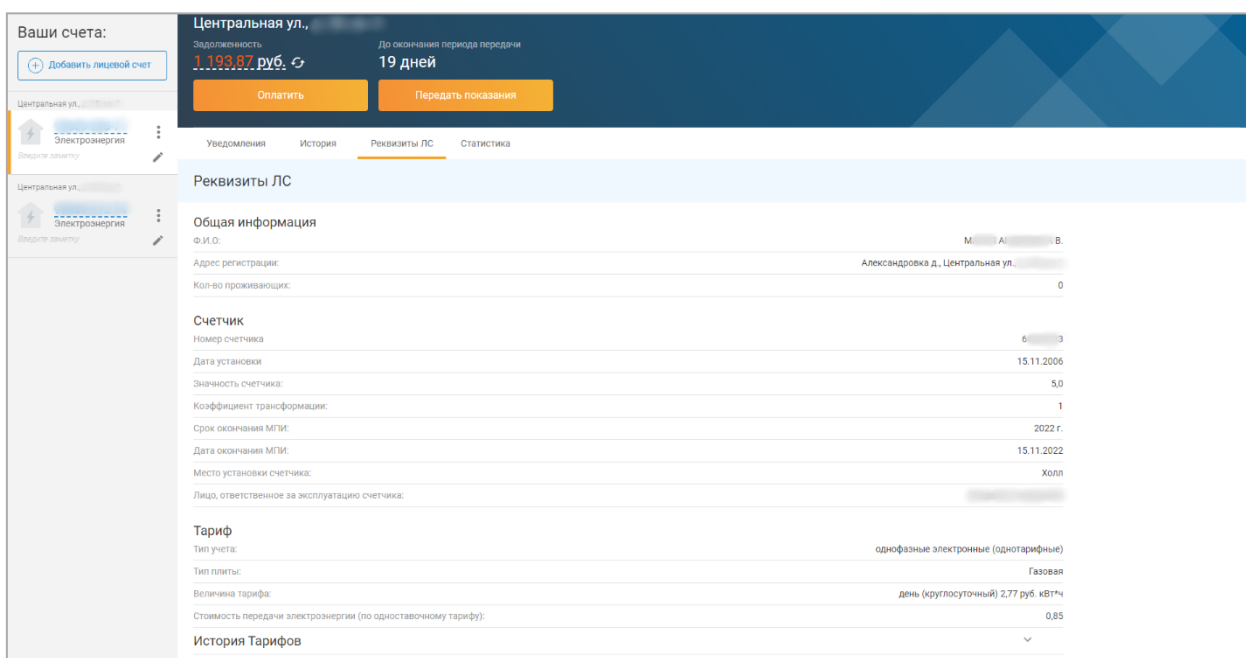 Ваши счета:
Добавить лицевой счет
Центральная ул.,
Электроэнергия
Введите заметку
Центральная ул.,
Электроэнергия
Введите заметку
Центральная ул.,
Задолженность
До окончания периода передачи
1 193,87 руб.
19 дней
Оплатить
Передать показания
Уведомления История Реквизиты ЛС Статистика
Реквизиты ЛС
Общая информация
Ф.И.О: М А В.
Адрес регистрации: Александровка д., Центральная ул.,
Кол-во проживающих: 0
Счетчик
Номер счетчика 6 3
Дата установки 15.11.2006
Значность счетчика: 5,0
Коэффициент трансформации: 1
Срок окончания МПИ: 2022 г.
Дата окончания МПИ: 15.11.2022
Место установки счетчика: Холл
Лицо, ответственное за эксплуатацию счетчика:
Тариф
Тип учета: однофазные электронные (однотарифные)
Тип плиты: Газовая
Величина тарифа: день (круглосуточный) 2,77 руб. кВт*ч
Стоимость передачи электроэнергии (по одноставочному тарифу): 0,85
История Тарифов